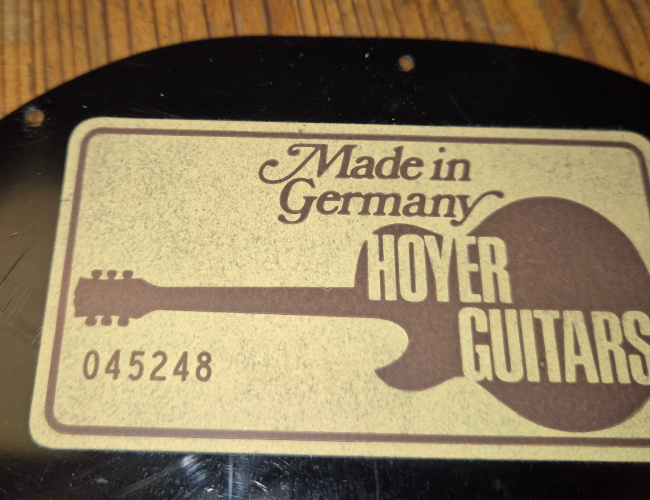 Made in
Germany
HOYER
GUITARS
045248